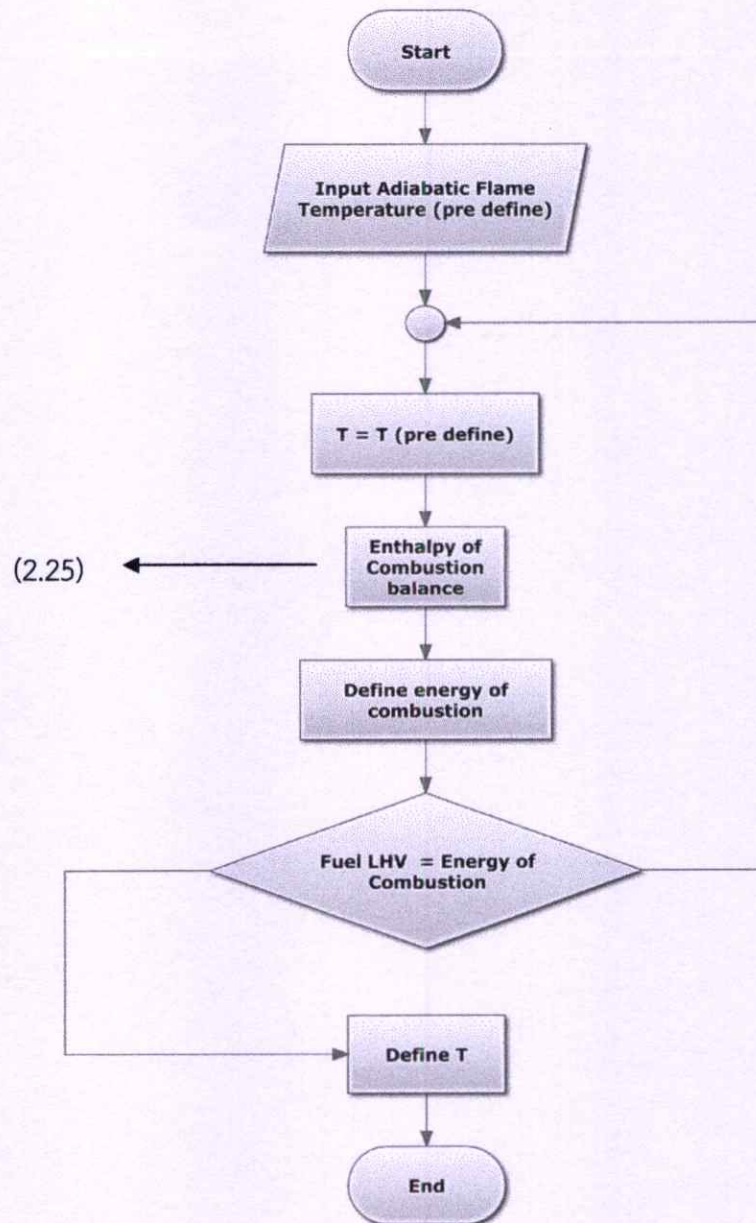 Start
Input Adiabatic Flame
Temperature (pre define)
T = T (pre define)
Enthalpy of
Combustion
balance
(2.25)
Define energy of
combustion
Fuel LHV = Energy of
Combustion
Define T
End